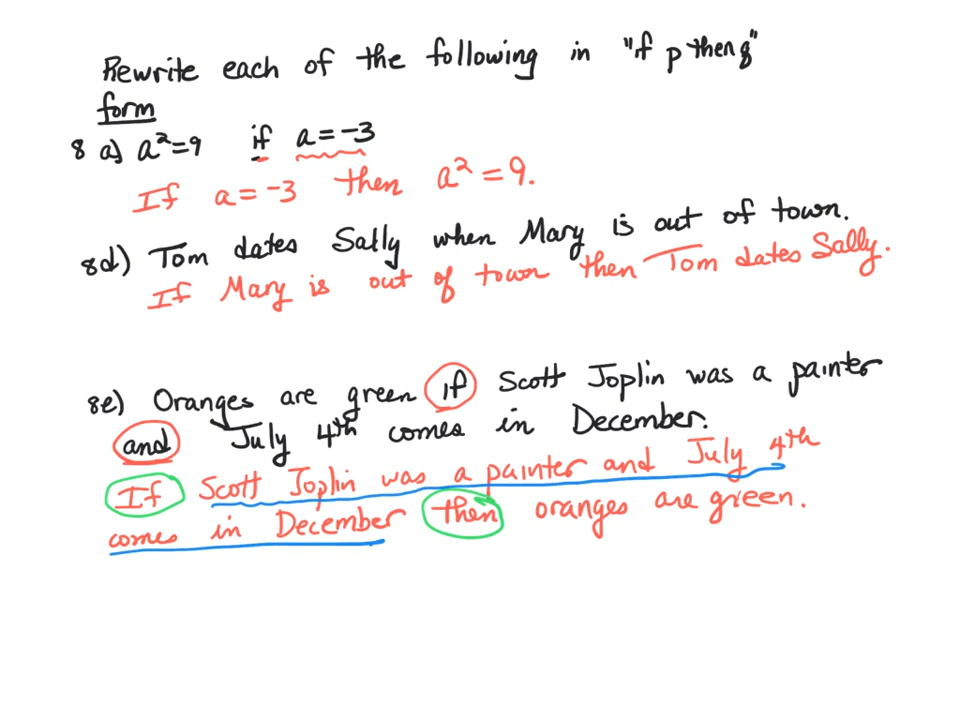 Rewrite each of the following in "if p then q"
form
8 a) a²=9 if a=-3
If a=-3 then a²=9.
8d) Tom dates Sally when Mary is out of town.
If Mary is out of town then Tom dates Sally.
8e) Oranges are green if Scott Joplin was a painter
and July 4th comes in December.
If Scott Joplin was a painter and July 4th
comes in December then oranges are green.